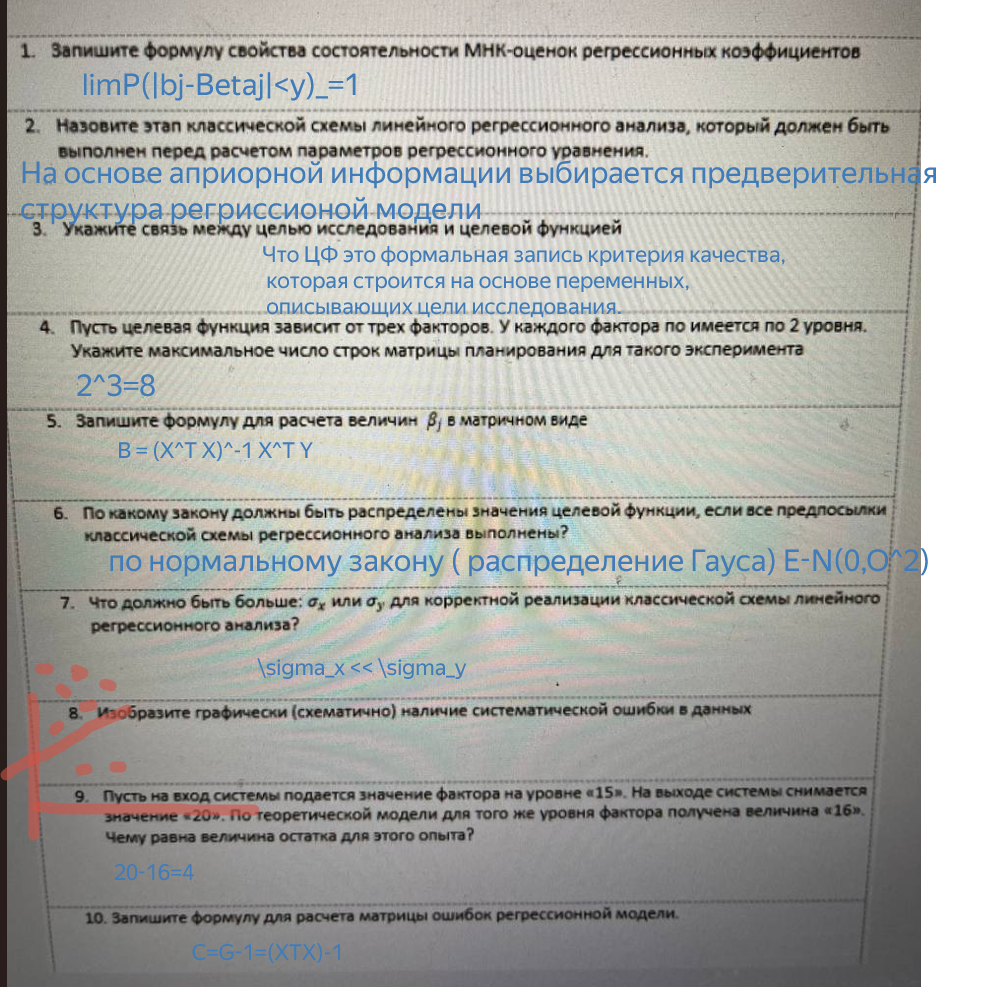 1. Запишите формулу свойства состоятельности МНК-оценок регрессионных коэффициентов
limP(|bj-Betaj|<y)_=1
2. Назовите этап классической схемы линейного регрессионного анализа, который должен быть
выполнен перед расчетом параметров регрессионного уравнения.
На основе априорной информации выбирается предверительная
структура регриссионой модели
3. Укажите связь между целью исследования и целевой функцией
Что ЦФ это формальная запись критерия качества,
которая строится на основе переменных,
описывающих цели исследования.
4. Пусть целевая функция зависит от трех факторов. У каждого фактора по имеется по 2 уровня.
Укажите максимальное число строк матрицы планирования для такого эксперимента
2^3=8
5. Запишите формулу для расчета величин βj в матричном виде
B = (X^T X)^-1 X^T Y
6. По какому закону должны быть распределены значения целевой функции, если все предпосылки
классической схемы регрессионного анализа выполнены?
по нормальному закону ( распределение Гауса) E-N(0,O^2)
7. Что должно быть больше: σx или σy для корректной реализации классической схемы линейного
регрессионного анализа?
\sigma_x << \sigma_y
8. Изобразите графически (схематично) наличие систематической ошибки в данных
9. Пусть на вход системы подается значение фактора на уровне «15». На выходе системы снимается
значение «20». По теоретической модели для того же уровня фактора получена величина «16».
Чему равна величина остатка для этого опыта?
20-16=4
10. Запишите формулу для расчета матрицы ошибок регрессионной модели.
C=G-1=(XTX)-1